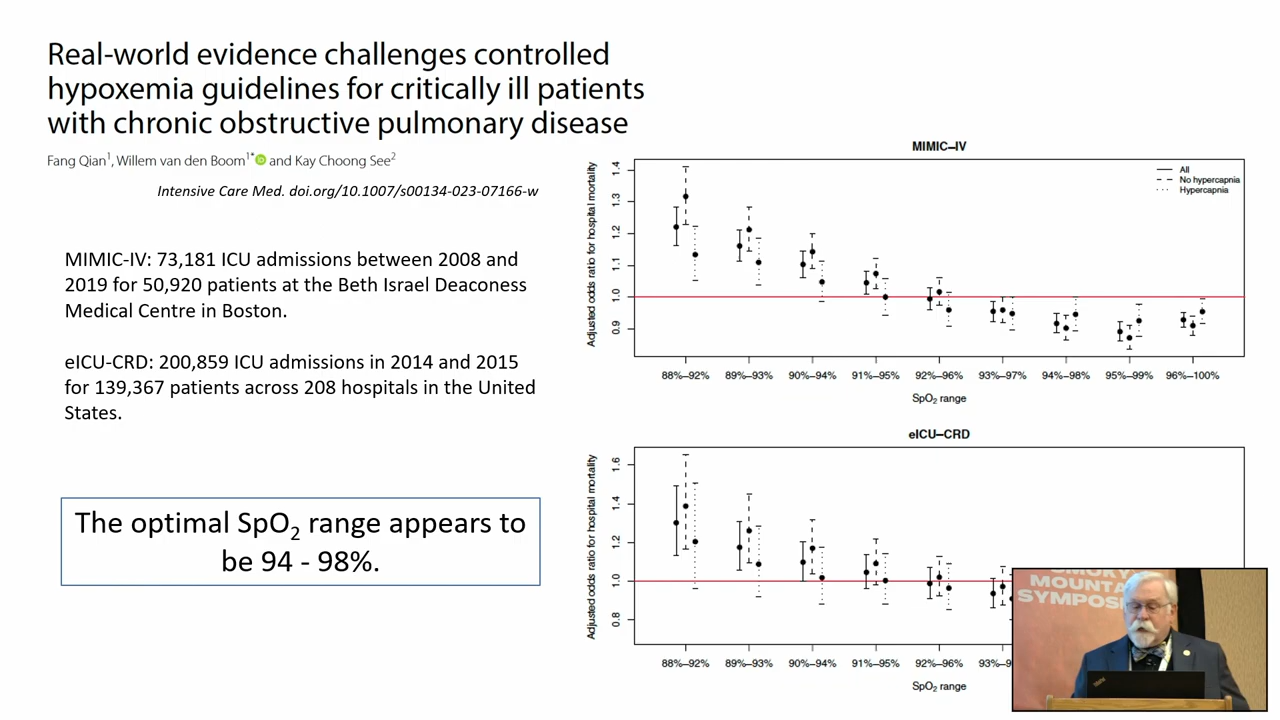 Real-world evidence challenges controlled
hypoxemia guidelines for critically ill patients
with chronic obstructive pulmonary disease
Fang Qian¹, Willem van den Boom¹* and Kay Choong See²
Intensive Care Med. doi.org/10.1007/s00134-023-07166-w
MIMIC-IV: 73,181 ICU admissions between 2008 and
2019 for 50,920 patients at the Beth Israel Deaconess
Medical Centre in Boston.
eICU-CRD: 200,859 ICU admissions in 2014 and 2015
for 139,367 patients across 208 hospitals in the United
States.
The optimal SpO₂ range appears to
be 94 - 98%.
MIMIC–IV
Adjusted odds ratio for hospital mortality
1.4
1.3
1.2
1.1
1.0
0.9
All
No hypercapnia
Hypercapnia
88%–92% 89%–93% 90%–94% 91%–95% 92%–96% 93%–97% 94%–98% 95%–99% 96%–100%
SpO₂ range
eICU–CRD
Adjusted odds ratio for hospital mortality
1.6
1.4
1.2
1.0
0.8
88%–92% 89%–93% 90%–94% 91%–95% 92%–96% 93%–9
SpO₂ range
MOUNTA
SYMPOS